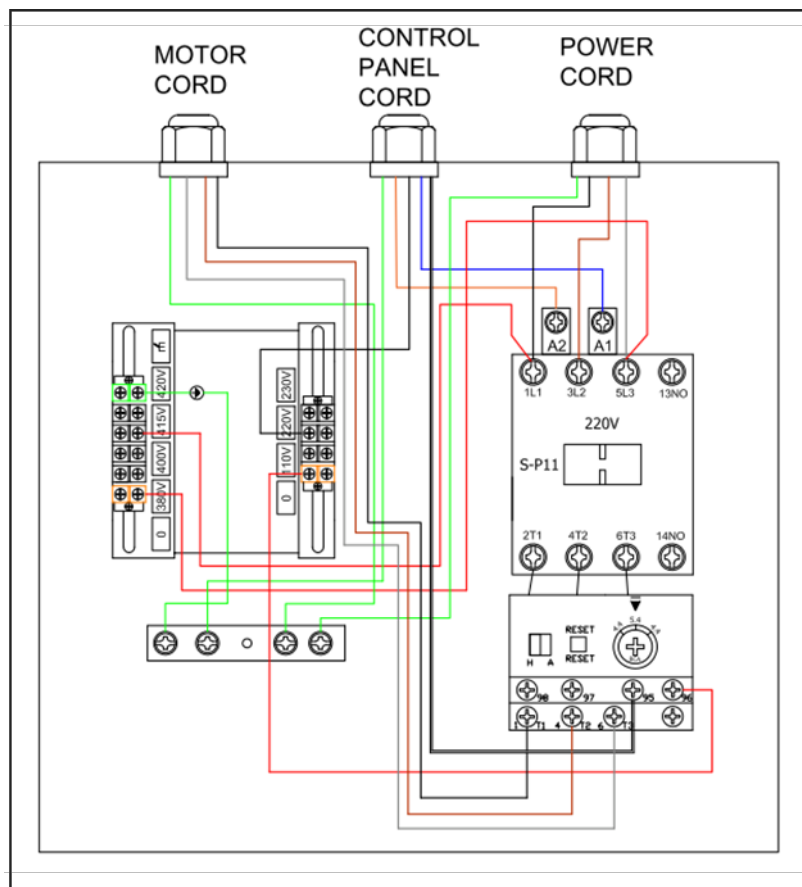 MOTOR
CORD
CONTROL
PANEL
CORD
POWER
CORD
A2
A1
1L1
3L2
5L3
13NO
220V
S-P11
2T1
4T2
6T3
14NO
420V
415V
400V
380V
0
230V
220V
110V
0
RESET
RESET
H
A
5.4
98
97
95
96
T1
4
T2
6
T3